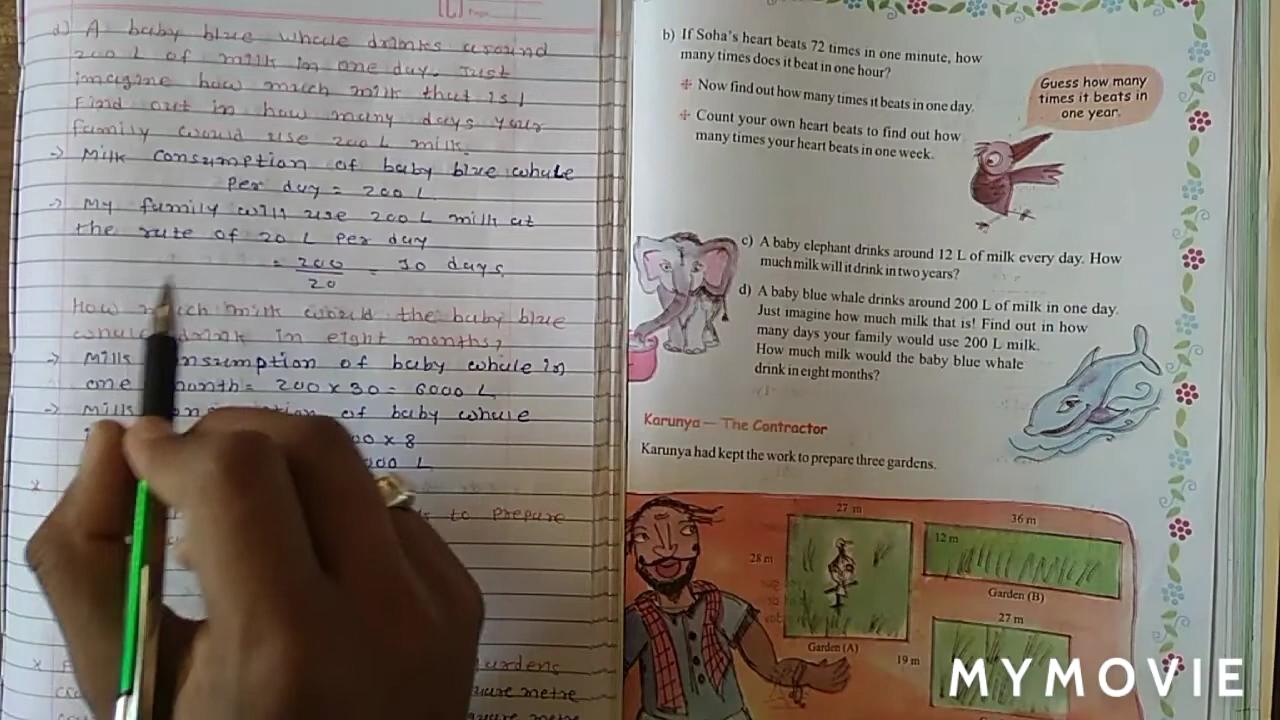 Page
d) A baby blue whale drinks around
200 L of milk in one day. Just
imagine how much milk that is!
Find out in how many days your
family would use 200 L milk.
→ Milk consumption of baby blue whale
per day = 200 L
→ My family will use 200 L milk at
the rate of 20 L per day
= 200/20 = 10 days.
How much milk would the baby blue
whale drink in eight months?
→ Milk consumption of baby whale in
one month = 200 x 30 = 6000 L
→ Milk consumption of baby whale
00 x 8
000 L
x
to prepare
x
gardens
square metre
square metre
b) If Soha's heart beats 72 times in one minute, how
many times does it beat in one hour?
✤ Now find out how many times it beats in one day.
✤ Count your own heart beats to find out how
many times your heart beats in one week.
Guess how many
times it beats in
one year.
c) A baby elephant drinks around 12 L of milk every day. How
much milk will it drink in two years?
d) A baby blue whale drinks around 200 L of milk in one day.
Just imagine how much milk that is! Find out in how
many days your family would use 200 L milk.
How much milk would the baby blue whale
drink in eight months?
Karunya — The Contractor
Karunya had kept the work to prepare three gardens.
27 m
28 m
Garden (A)
36 m
12 m
Garden (B)
27 m
19 m
MYMOVIE